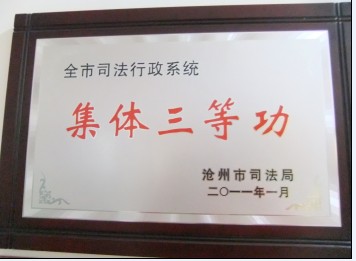 全市司法行政系统
集体三等功
沧州市司法局
二〇一一年一月